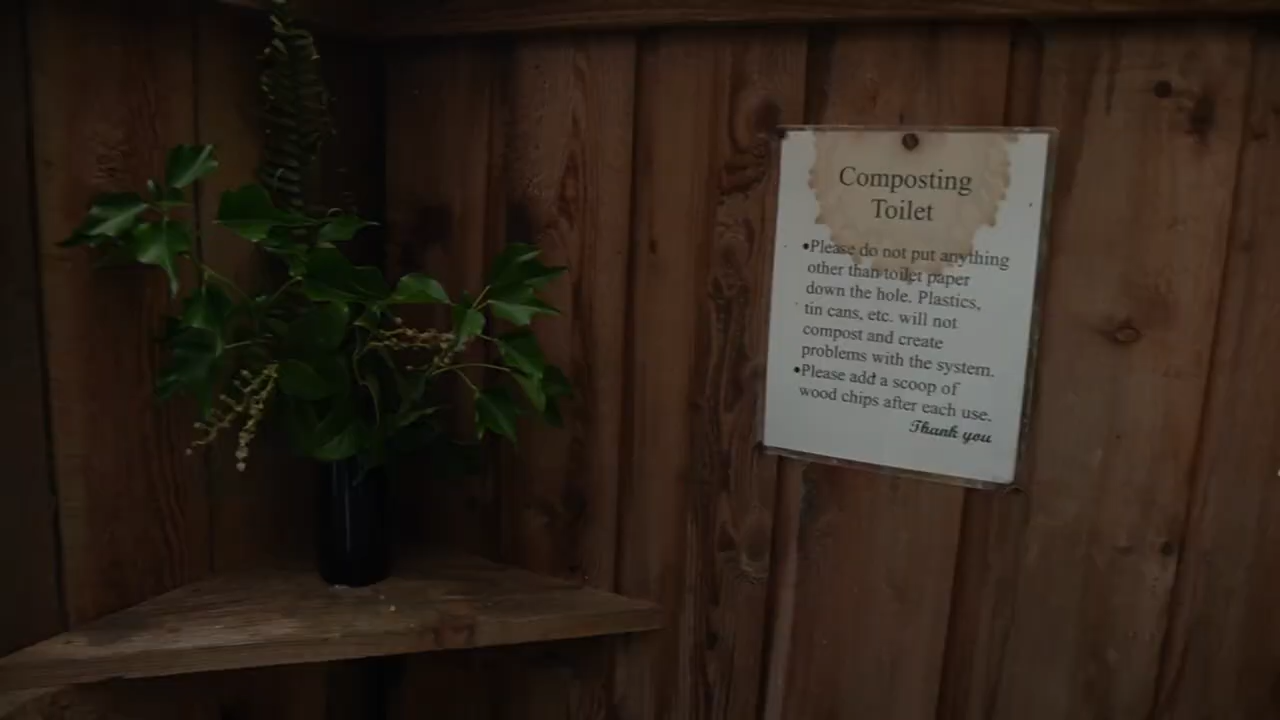 Composting
Toilet
•Please do not put anything
other than toilet paper
down the hole. Plastics,
tin cans, etc. will not
compost and create
problems with the system.
•Please add a scoop of
wood chips after each use.
Thank you